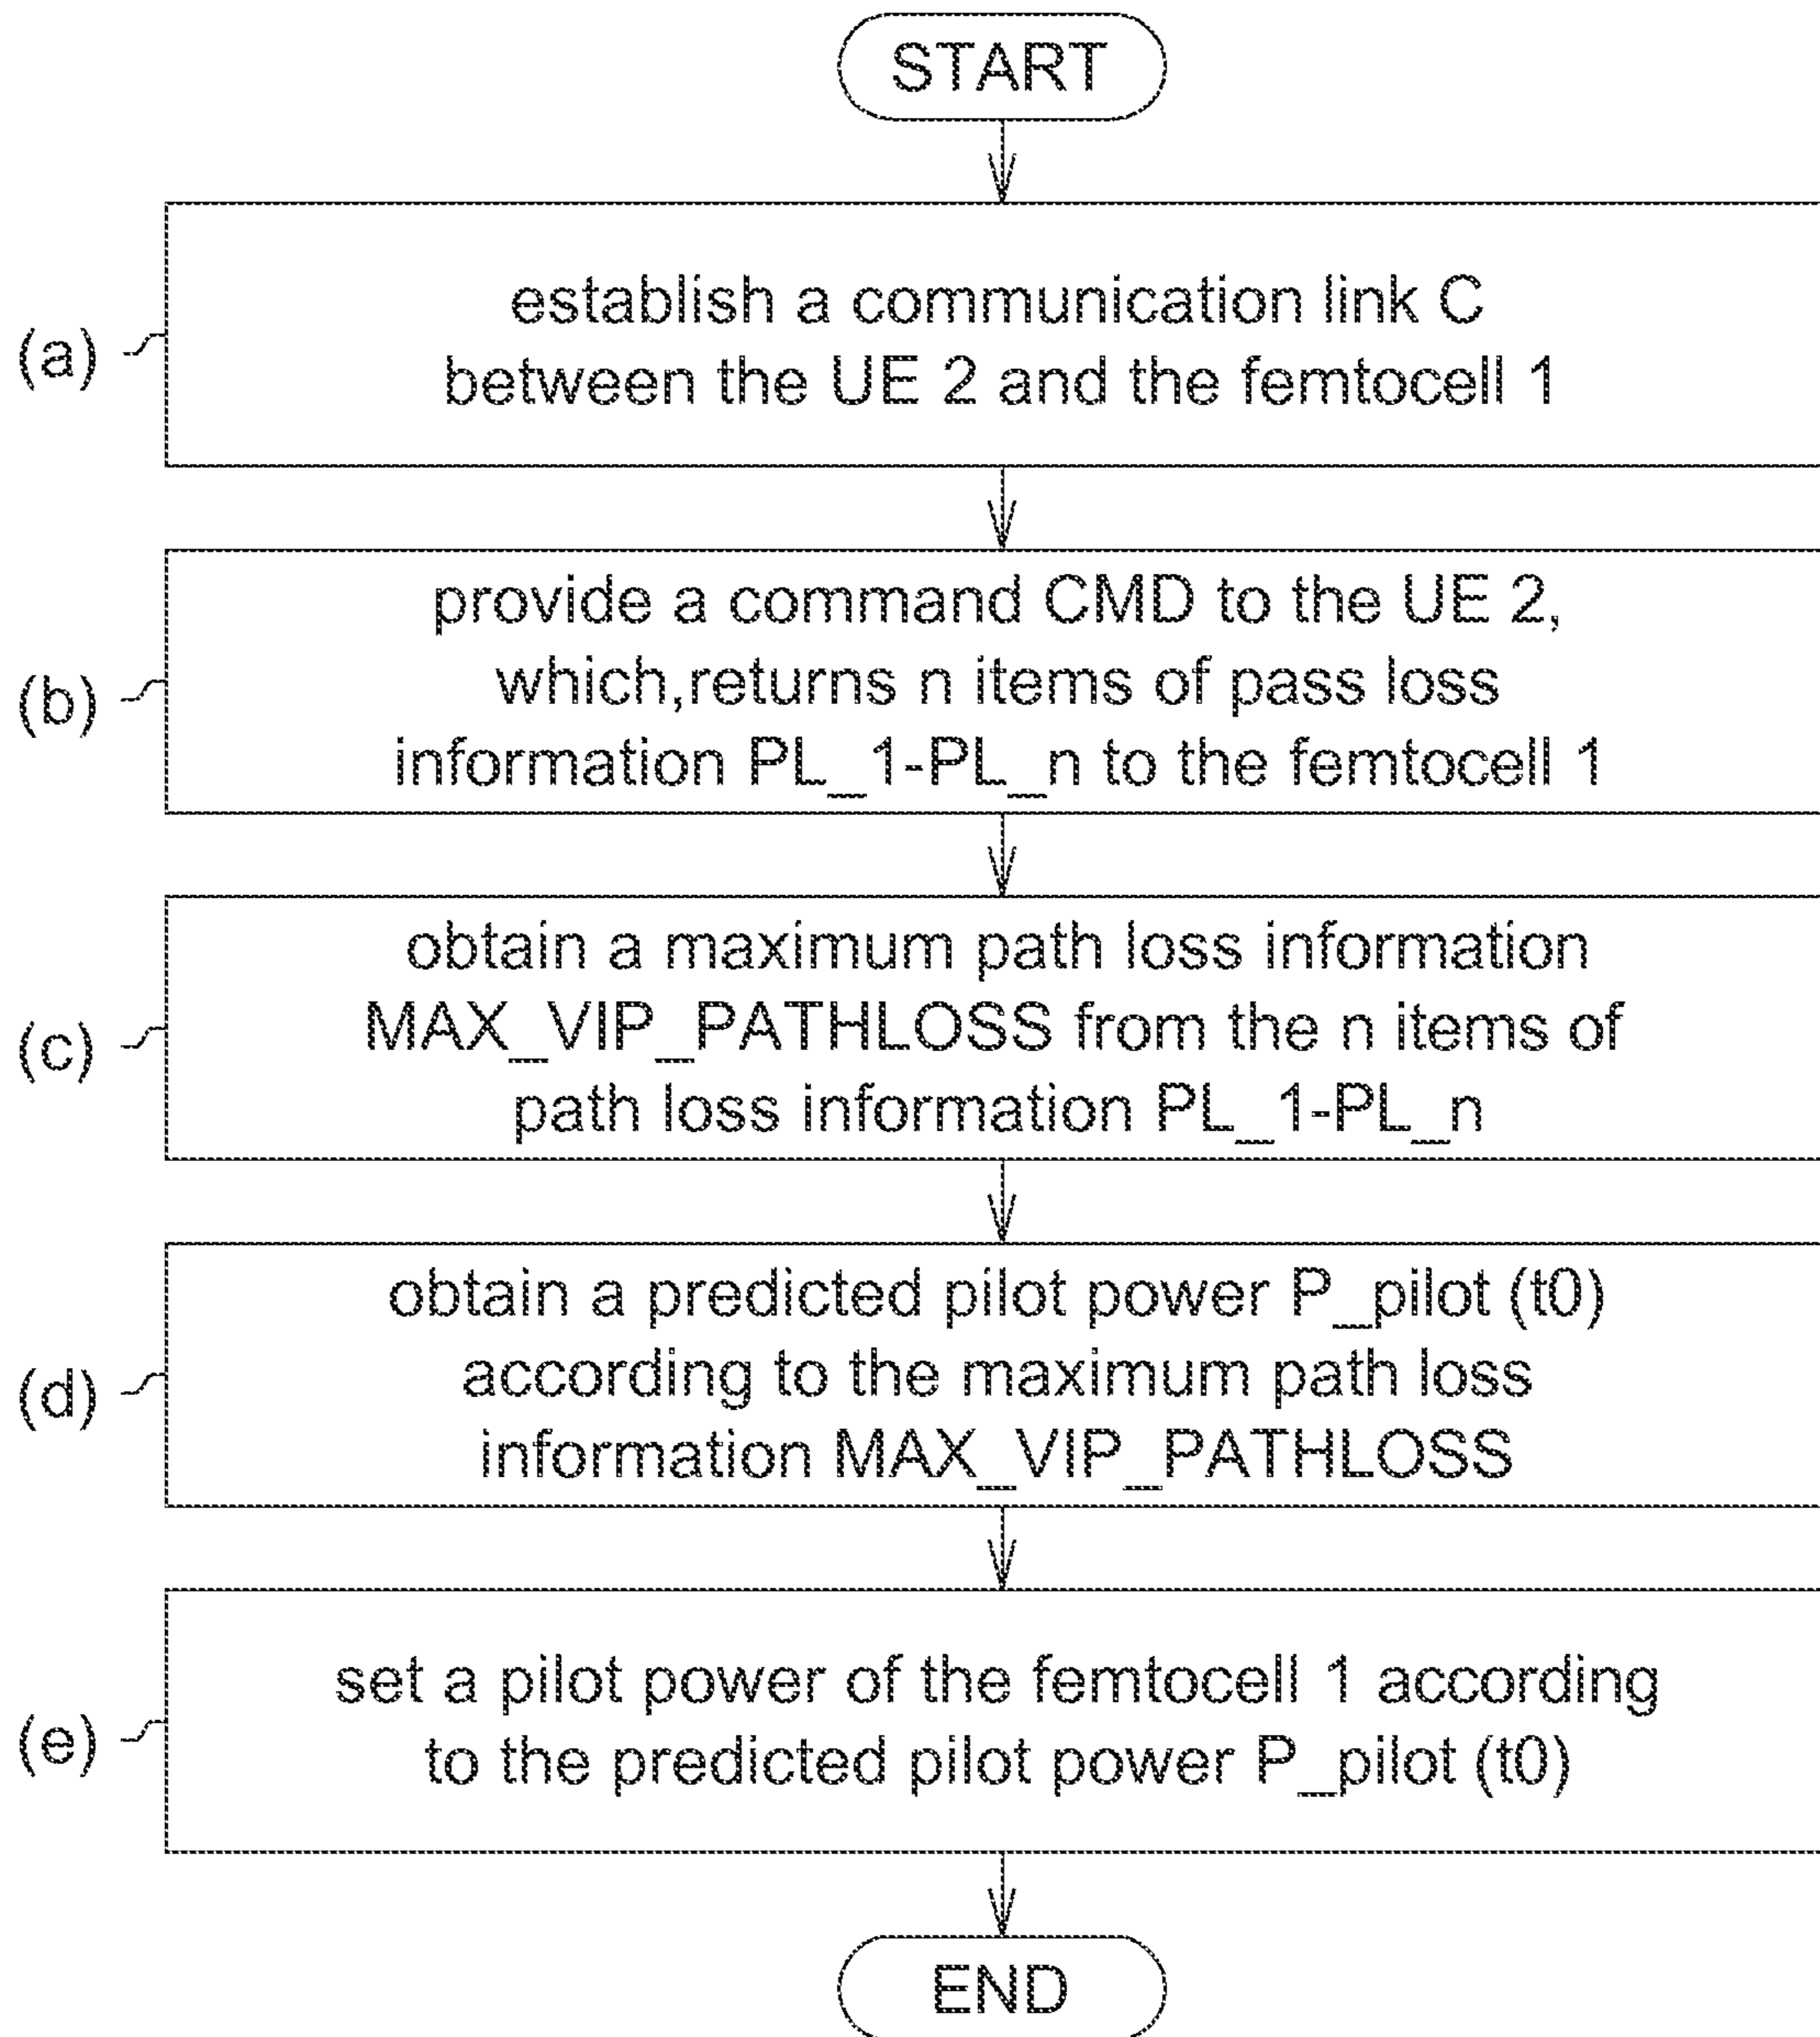 START
(a)
establish a communication link C
between the UE 2 and the femtocell 1
(b)
provide a command CMD to the UE 2,
which,returns n items of pass loss
information PL_1-PL_n to the femtocell 1
(c)
obtain a maximum path loss information
MAX_VIP_PATHLOSS from the n items of
path loss information PL_1-PL_n
(d)
obtain a predicted pilot power P_pilot (t0)
according to the maximum path loss
information MAX_VIP_PATHLOSS
(e)
set a pilot power of the femtocell 1 according
to the predicted pilot power P_pilot (t0)
END